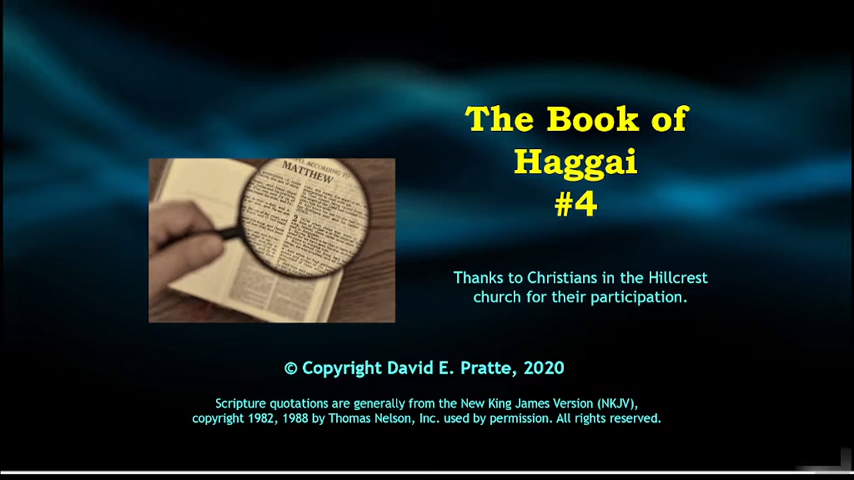 The Book of
Haggai
#4
ACCORDING TO
MATTHEW
Thanks to Christians in the Hillcrest
church for their participation.
© Copyright David E. Pratte, 2020
Scripture quotations are generally from the New King James Version (NKJV),
copyright 1982, 1988 by Thomas Nelson, Inc. used by permission. All rights reserved.